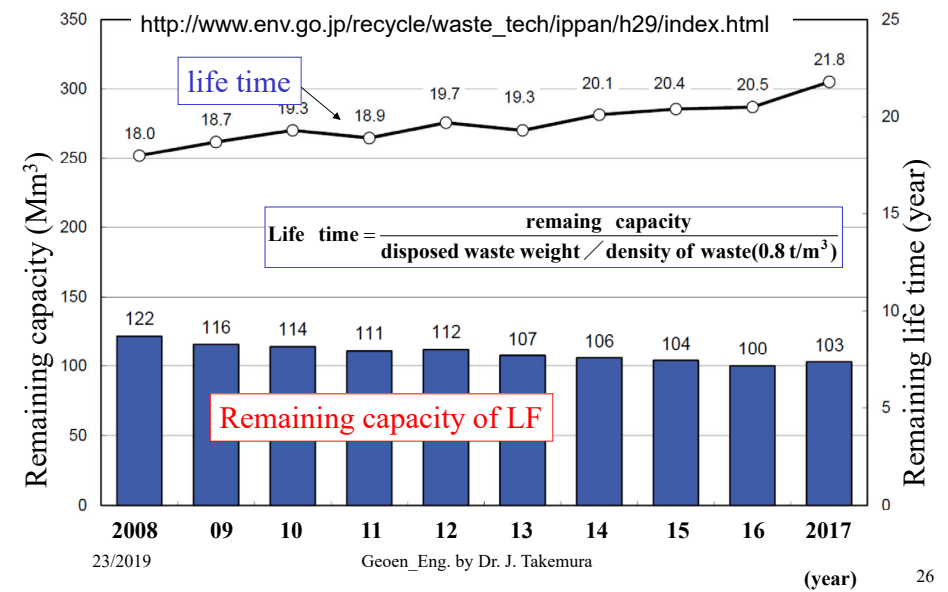 http://www.env.go.jp/recycle/waste_tech/ippan/h29/index.html
350
300
250
200
150
100
50
0
Remaining capacity (Mm³)
25
20
15
10
5
0
Remaining life time (year)
life time
18.0 18.7 19.3 18.9 19.7 19.3 20.1 20.4 20.5 21.8
Life time = remaing capacity / disposed waste weight／density of waste(0.8 t/m³)
122 116 114 111 112 107 106 104 100 103
Remaining capacity of LF
2008 09 10 11 12 13 14 15 16 2017
(year)
23/2019
Geoen_Eng. by Dr. J. Takemura
26